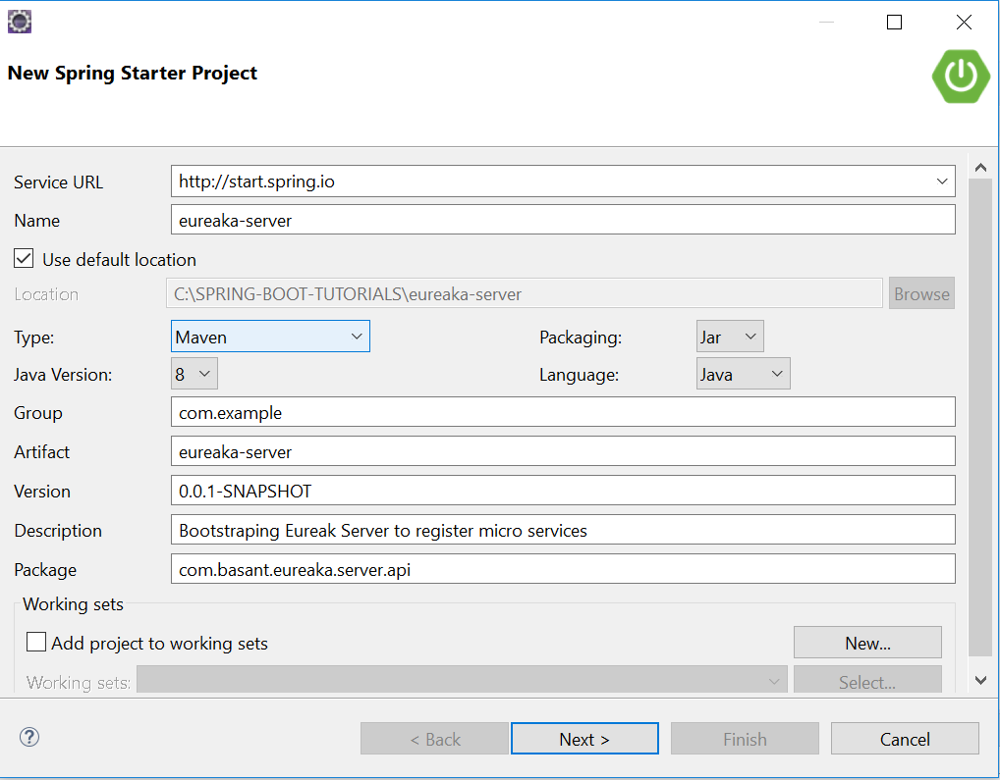 New Spring Starter Project
Service URL http://start.spring.io
Name eureaka-server
Use default location
Location C:\SPRING-BOOT-TUTORIALS\eureaka-server Browse
Type: Maven Packaging: Jar
Java Version: 8 Language: Java
Group com.example
Artifact eureaka-server
Version 0.0.1-SNAPSHOT
Description Bootstraping Eureak Server to register micro services
Package com.basant.eureaka.server.api
Working sets
Add project to working sets New...
Working sets: Select...
? < Back Next > Finish Cancel